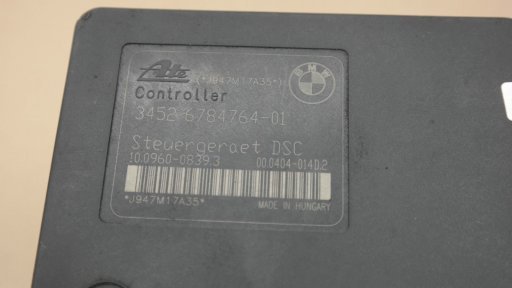 Ate (*J947M17A35*) BMW
Controller
3452 6784764-01
Steuergeraet DSC
10.0960-0839.3 00.0404-014D.2
*J947M17A35*
MADE IN HUNGARY